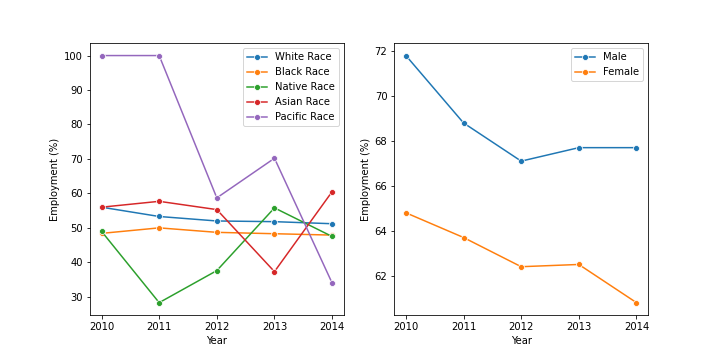 100
90
80
70
60
50
40
30
Employment (%)
2010 2011 2012 2013 2014
Year
White Race
Black Race
Native Race
Asian Race
Pacific Race
72
70
68
66
64
62
Employment (%)
2010 2011 2012 2013 2014
Year
Male
Female